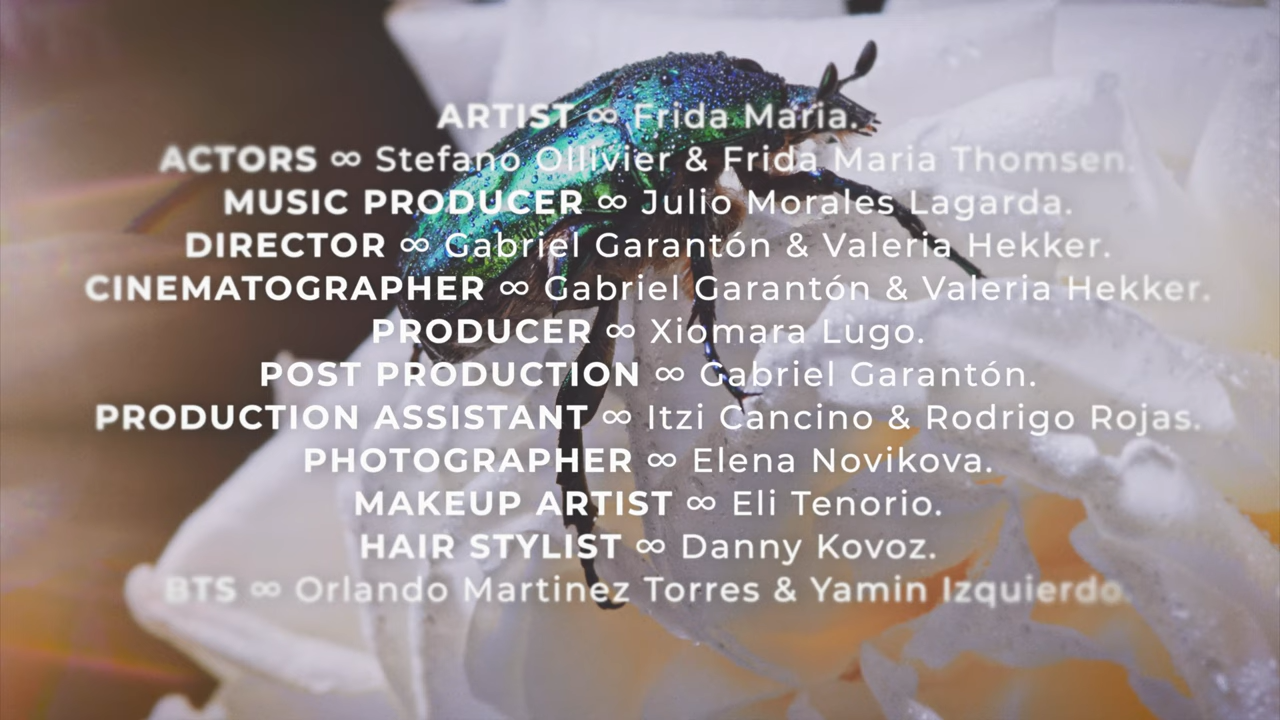 ARTIST ∞ Frida Maria.
ACTORS ∞ Stefano Ollivier & Frida Maria Thomsen.
MUSIC PRODUCER ∞ Julio Morales Lagarda.
DIRECTOR ∞ Gabriel Garantón & Valeria Hekker.
CINEMATOGRAPHER ∞ Gabriel Garantón & Valeria Hekker.
PRODUCER ∞ Xiomara Lugo.
POST PRODUCTION ∞ Gabriel Garantón.
PRODUCTION ASSISTANT ∞ Itzi Cancino & Rodrigo Rojas.
PHOTOGRAPHER ∞ Elena Novikova.
MAKEUP ARTIST ∞ Eli Tenorio.
HAIR STYLIST ∞ Danny Kovoz.
BTS ∞ Orlando Martinez Torres & Yamin Izquierdo.